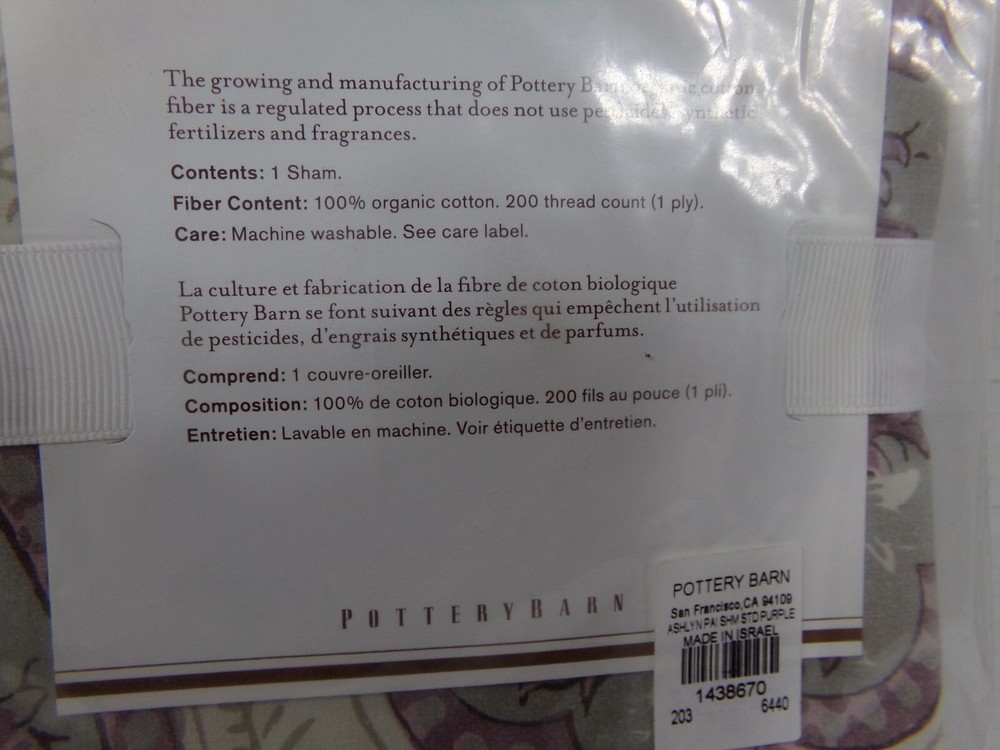 The growing and manufacturing of Pottery Barn organic cotton
fiber is a regulated process that does not use pesticides, synthetic
fertilizers and fragrances.
Contents: 1 Sham.
Fiber Content: 100% organic cotton. 200 thread count (1 ply).
Care: Machine washable. See care label.
La culture et fabrication de la fibre de coton biologique
Pottery Barn se font suivant des règles qui empêchent l'utilisation
de pesticides, d'engrais synthétiques et de parfums.
Comprend: 1 couvre-oreiller.
Composition: 100% de coton biologique. 200 fils au pouce (1 pli).
Entretien: Lavable en machine. Voir étiquette d'entretien.
POTTERYBARN
POTTERY BARN
San Francisco,CA 94109
ASHLYN PAI SHM STD PURPLE
MADE IN ISRAEL
1438670
203 6440